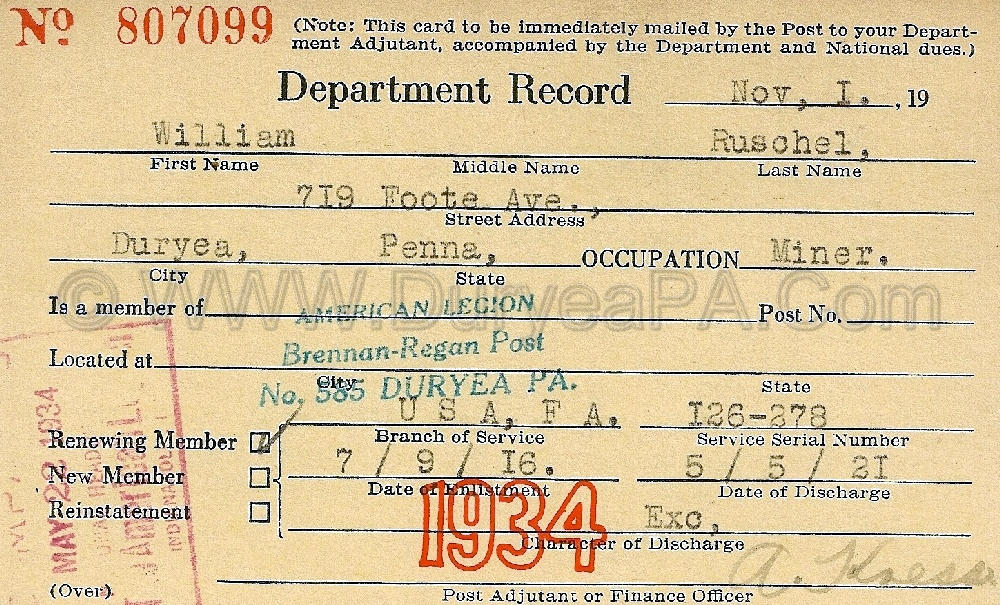 No 807099
(Note: This card to be immediately mailed by the Post to your Depart-
ment Adjutant, accompanied by the Department and National dues.)
Department Record Nov, I. , 19
William Ruschel,
First Name Middle Name Last Name
7I9 Foote Ave.,
Street Address
Duryea, Penna, OCCUPATION Miner.
City State
© WWW.DuryeaPA.Com
Is a member of AMERICAN LEGION Post No.
Located at Brennan-Regan Post
City State
No. 585 DURYEA PA.
U S A, F A. I26-278
Renewing Member Branch of Service Service Serial Number
New Member 7 / 9 / I6. 5 / 5 / 2I
Date of Enlistment Date of Discharge
Reinstatement 1934 Exc,
Character of Discharge
MAY 22 1934
(Over)
Post Adjutant or Finance Officer